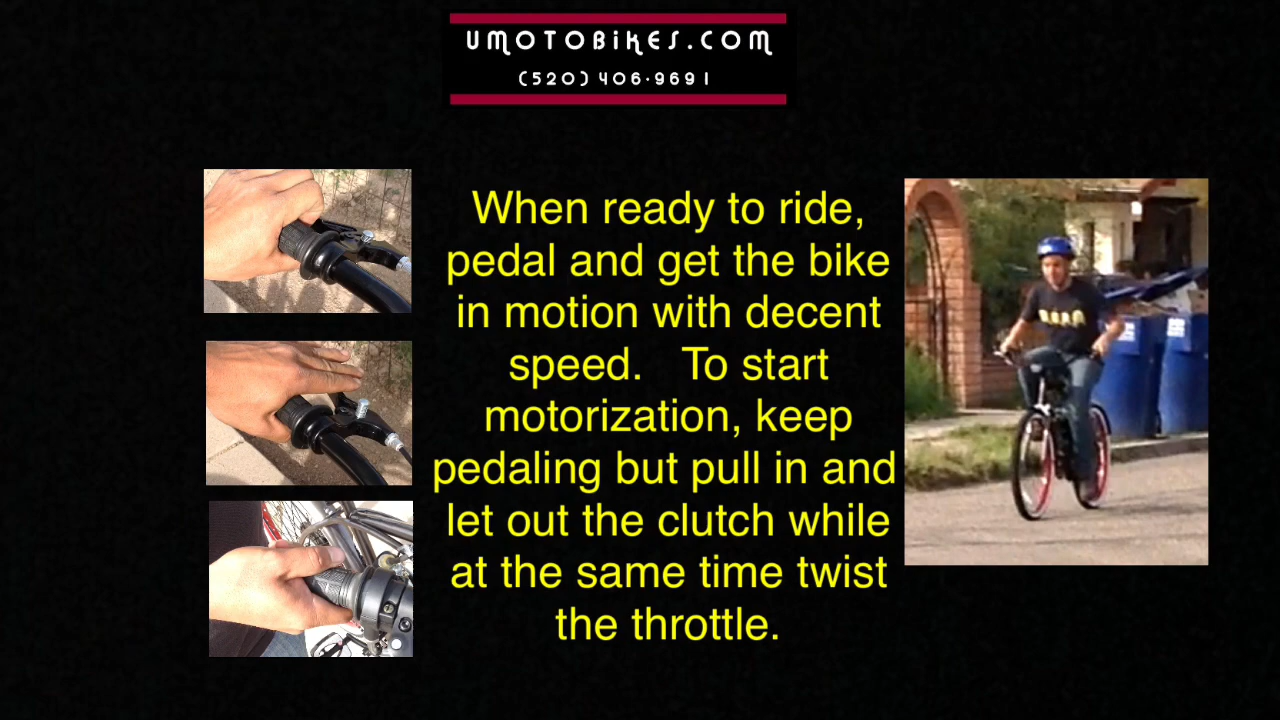 UMOTOBIKES.COM
(520) 406-9691
When ready to ride,
pedal and get the bike
in motion with decent
speed. To start
motorization, keep
pedaling but pull in and
let out the clutch while
at the same time twist
the throttle.